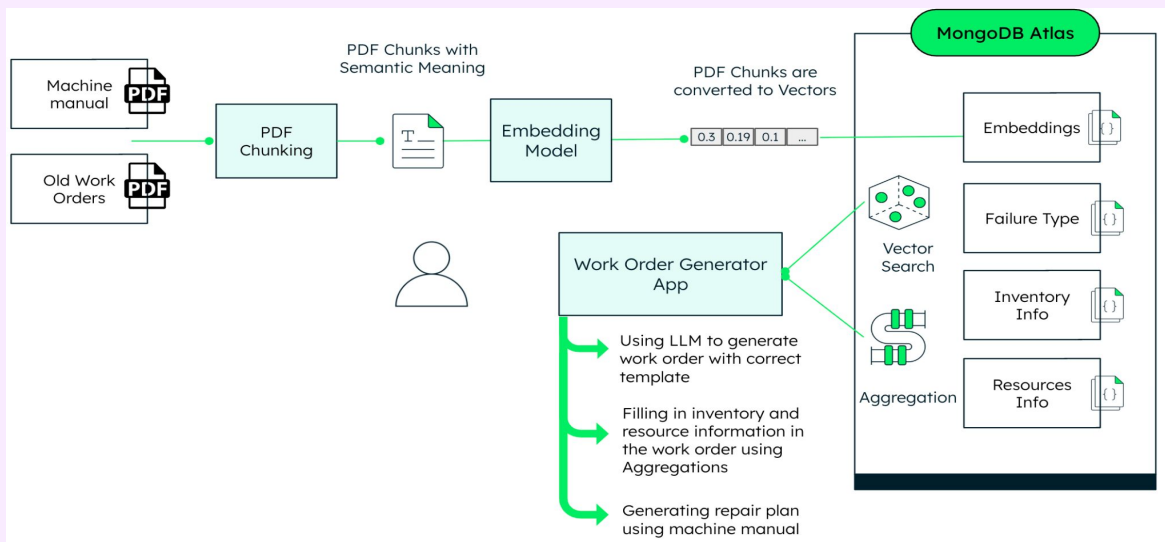 MongoDB Atlas
PDF Chunks with
Semantic Meaning
PDF Chunks are
converted to Vectors
Machine
manual
PDF
Old Work
Orders
PDF
PDF
Chunking
T
Embedding
Model
0.3 0.19 0.1 ...
Embeddings
{ }
Failure Type
{ }
Inventory
Info
{ }
Resources
Info
{ }
Vector
Search
Aggregation
Work Order Generator
App
Using LLM to generate
work order with correct
template
Filling in inventory and
resource information in
the work order using
Aggregations
Generating repair plan
using machine manual